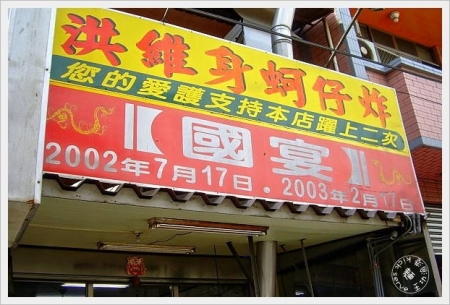 洪維身蚵仔炸
您的愛護支持本店躍上二次
國宴
2002年7月17日.2003年2月17日